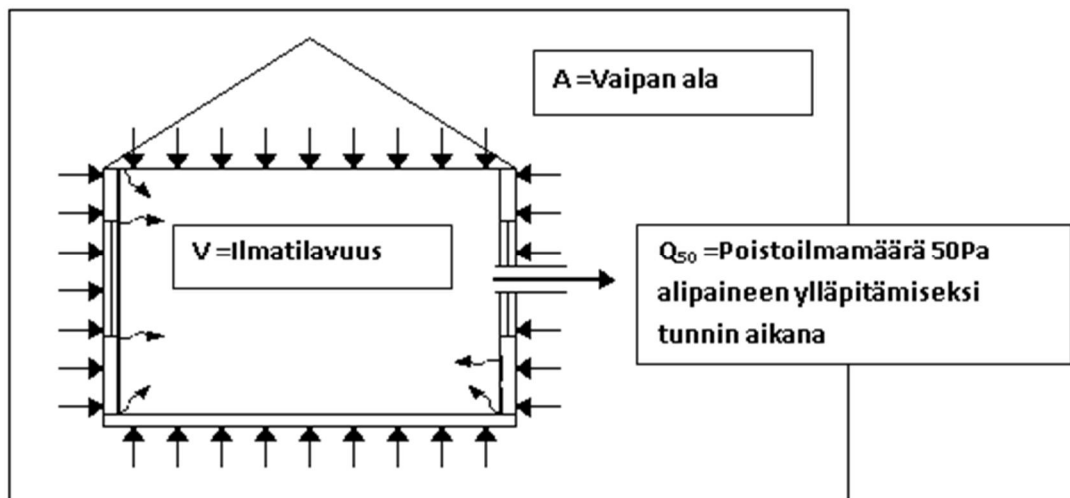 A =Vaipan ala
V =Ilmatilavuus
Q₅₀ =Poistoilmamäärä 50Pa
alipaineen ylläpitämiseksi
tunnin aikana